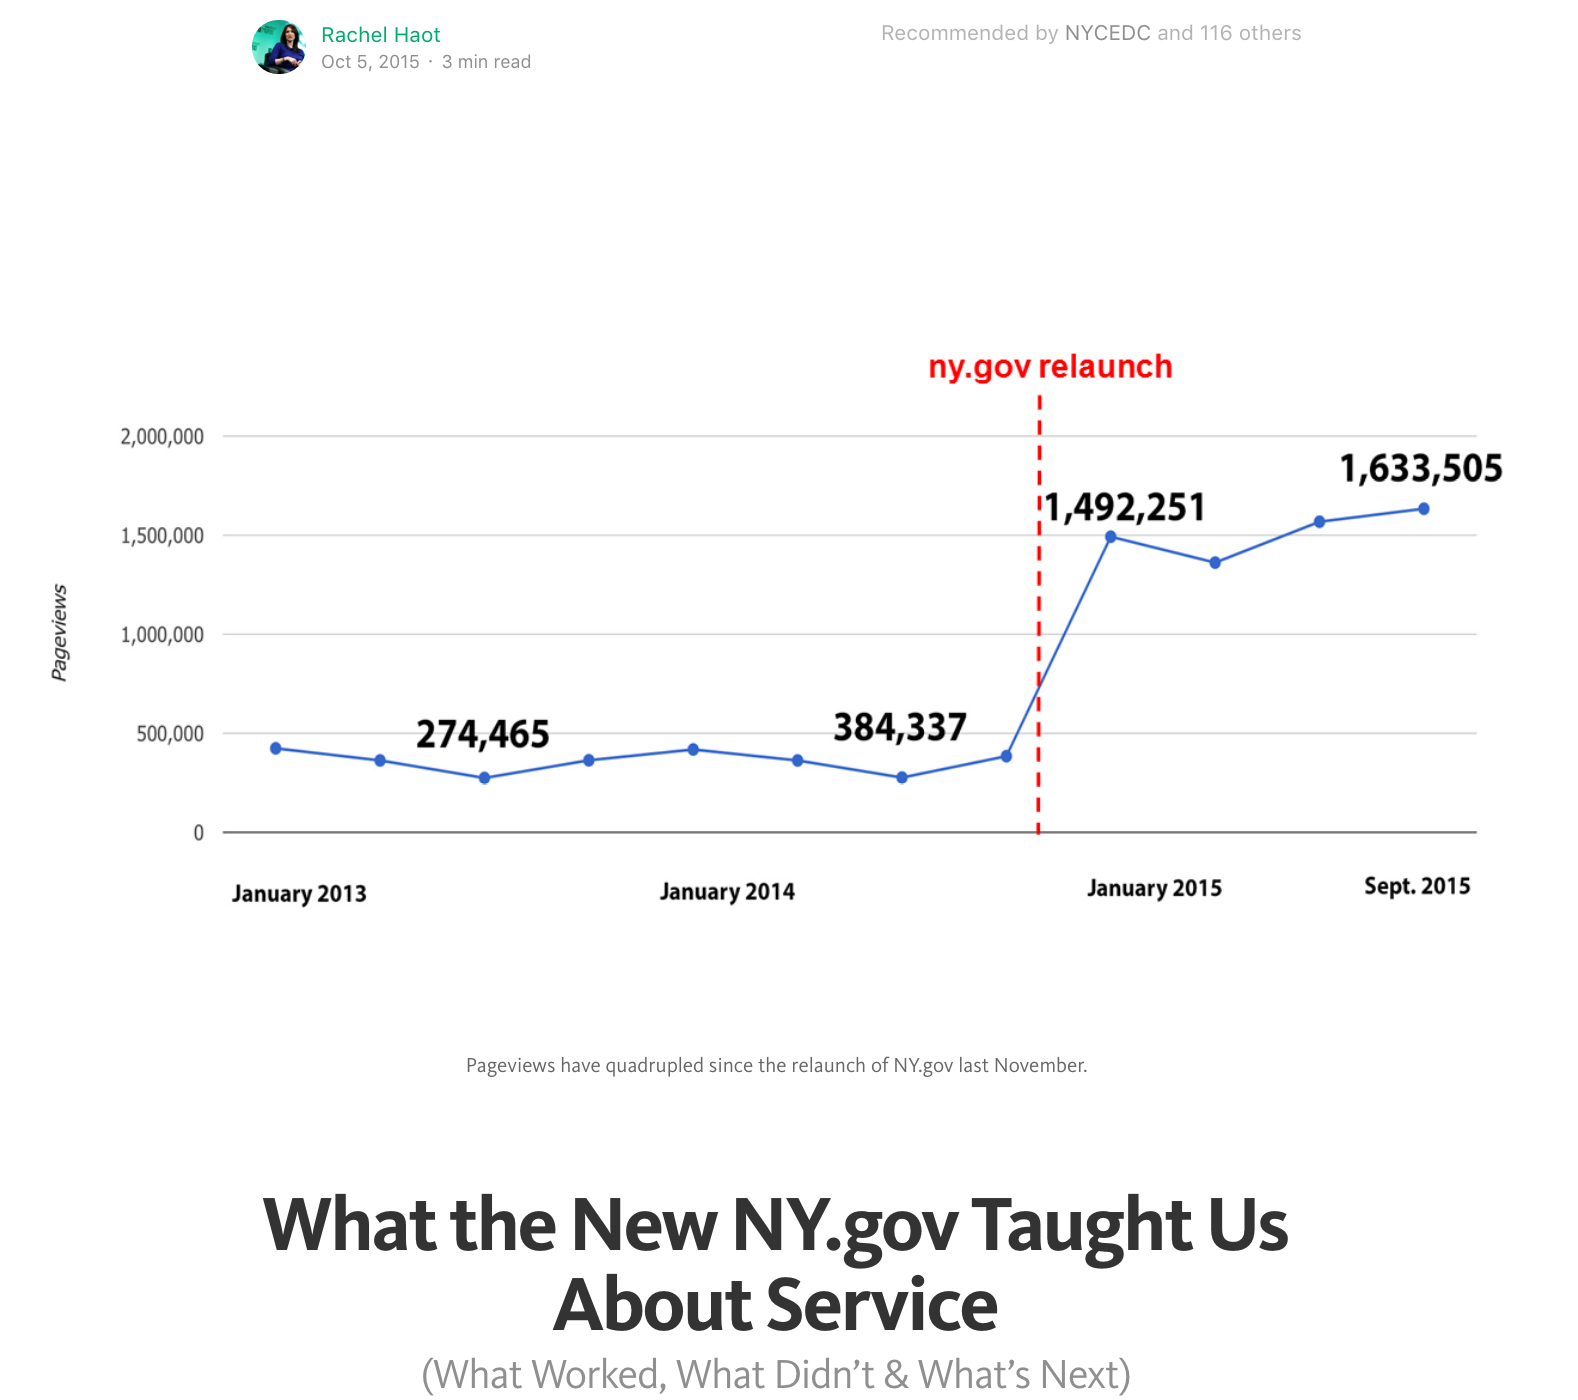 Rachel Haot
Oct 5, 2015 · 3 min read
Recommended by NYCEDC and 116 others
ny.gov relaunch
2,000,000
1,633,505
1,492,251
1,500,000
Pageviews
1,000,000
500,000
274,465
384,337
0
January 2013
January 2014
January 2015
Sept. 2015
Pageviews have quadrupled since the relaunch of NY.gov last November.
What the New NY.gov Taught Us
About Service
(What Worked, What Didn’t & What’s Next)